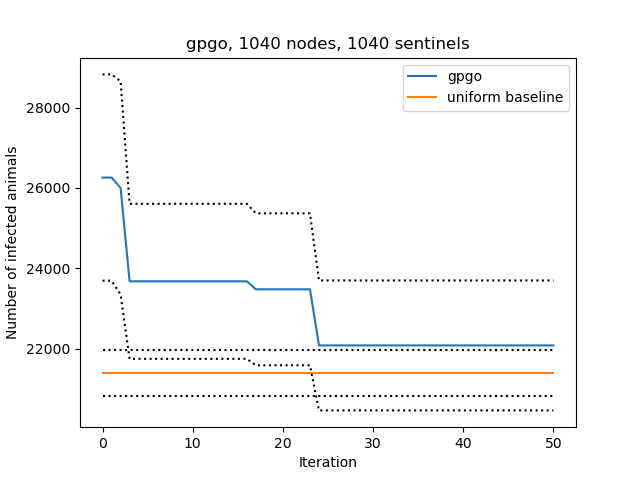 gpgo, 1040 nodes, 1040 sentinels
gpgo
uniform baseline
Number of infected animals
28000
26000
24000
22000
0 10 20 30 40 50
Iteration